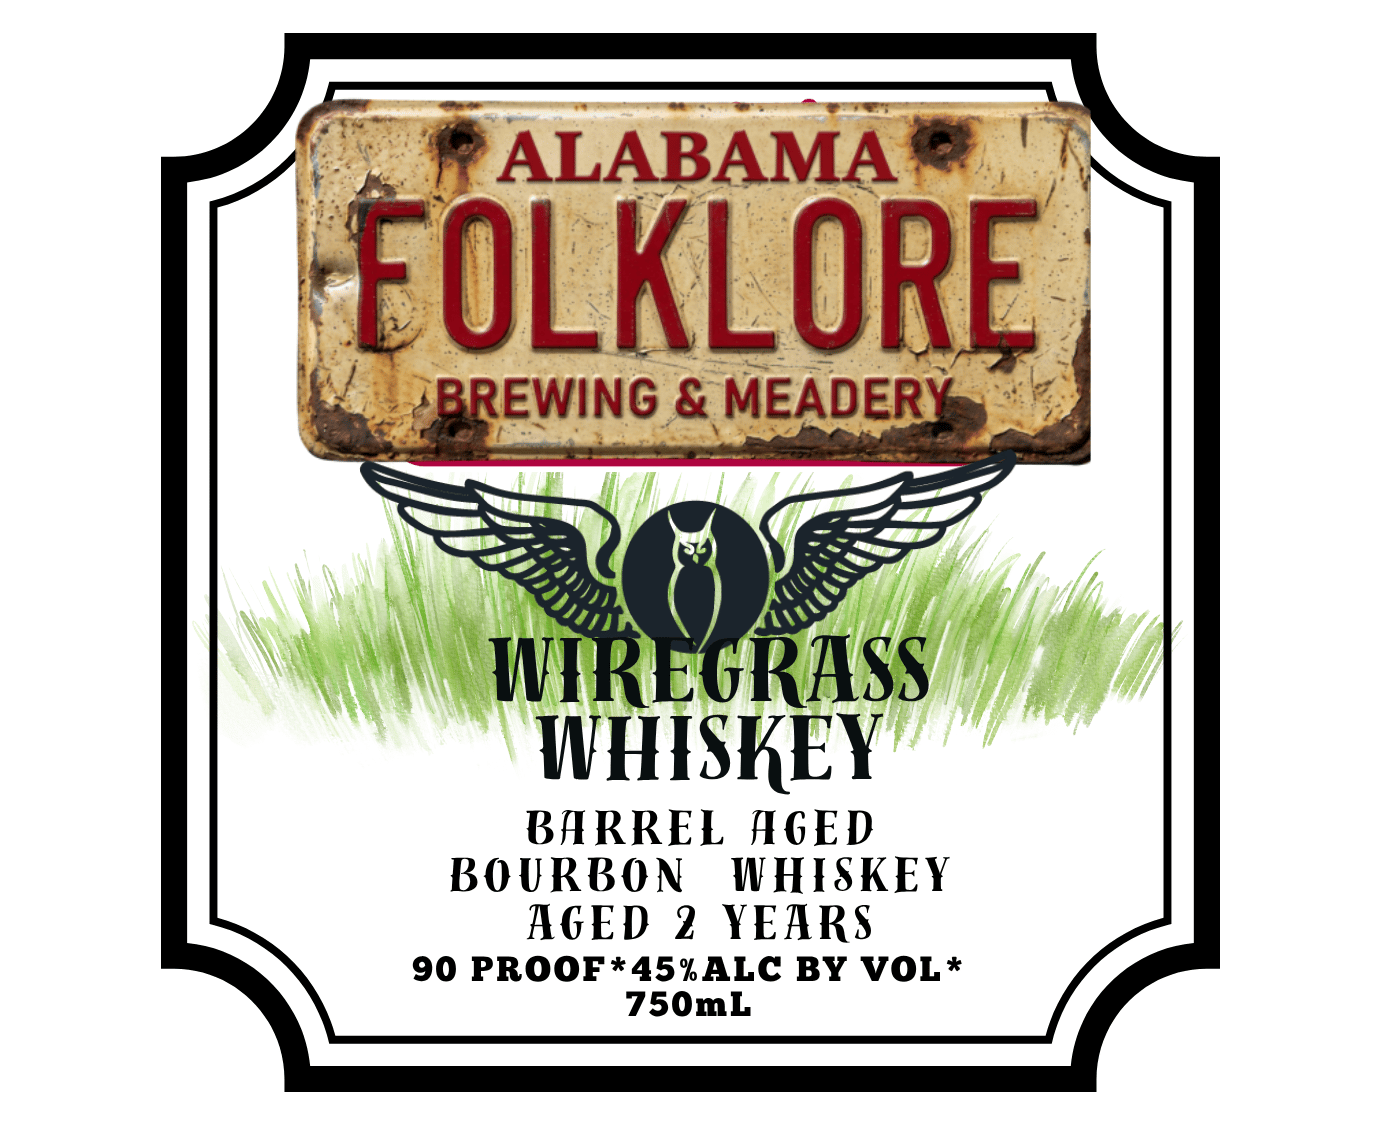 ALABAMA
FOLKLORE
BREWING & MEADERY
WIREGRASS
WHISKEY
BARREL AGED
BOURBON WHISKEY
AGED 2 YEARS
90 PROOF*45%ALC BY VOL*
750mL